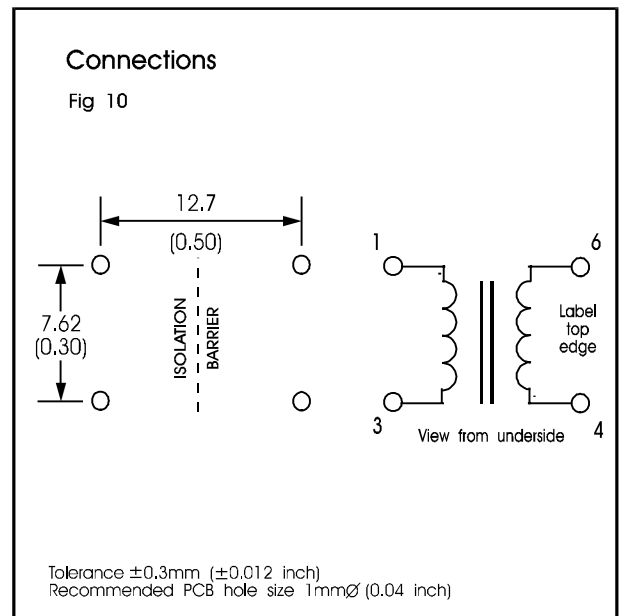 Connections
Fig 10
12.7
(0.50)
7.62
(0.30)
ISOLATION
BARRIER
1
6
3
4
Label
top
edge
View from underside
Tolerance ±0.3mm (±0.012 inch)
Recommended PCB hole size 1mmØ (0.04 inch)